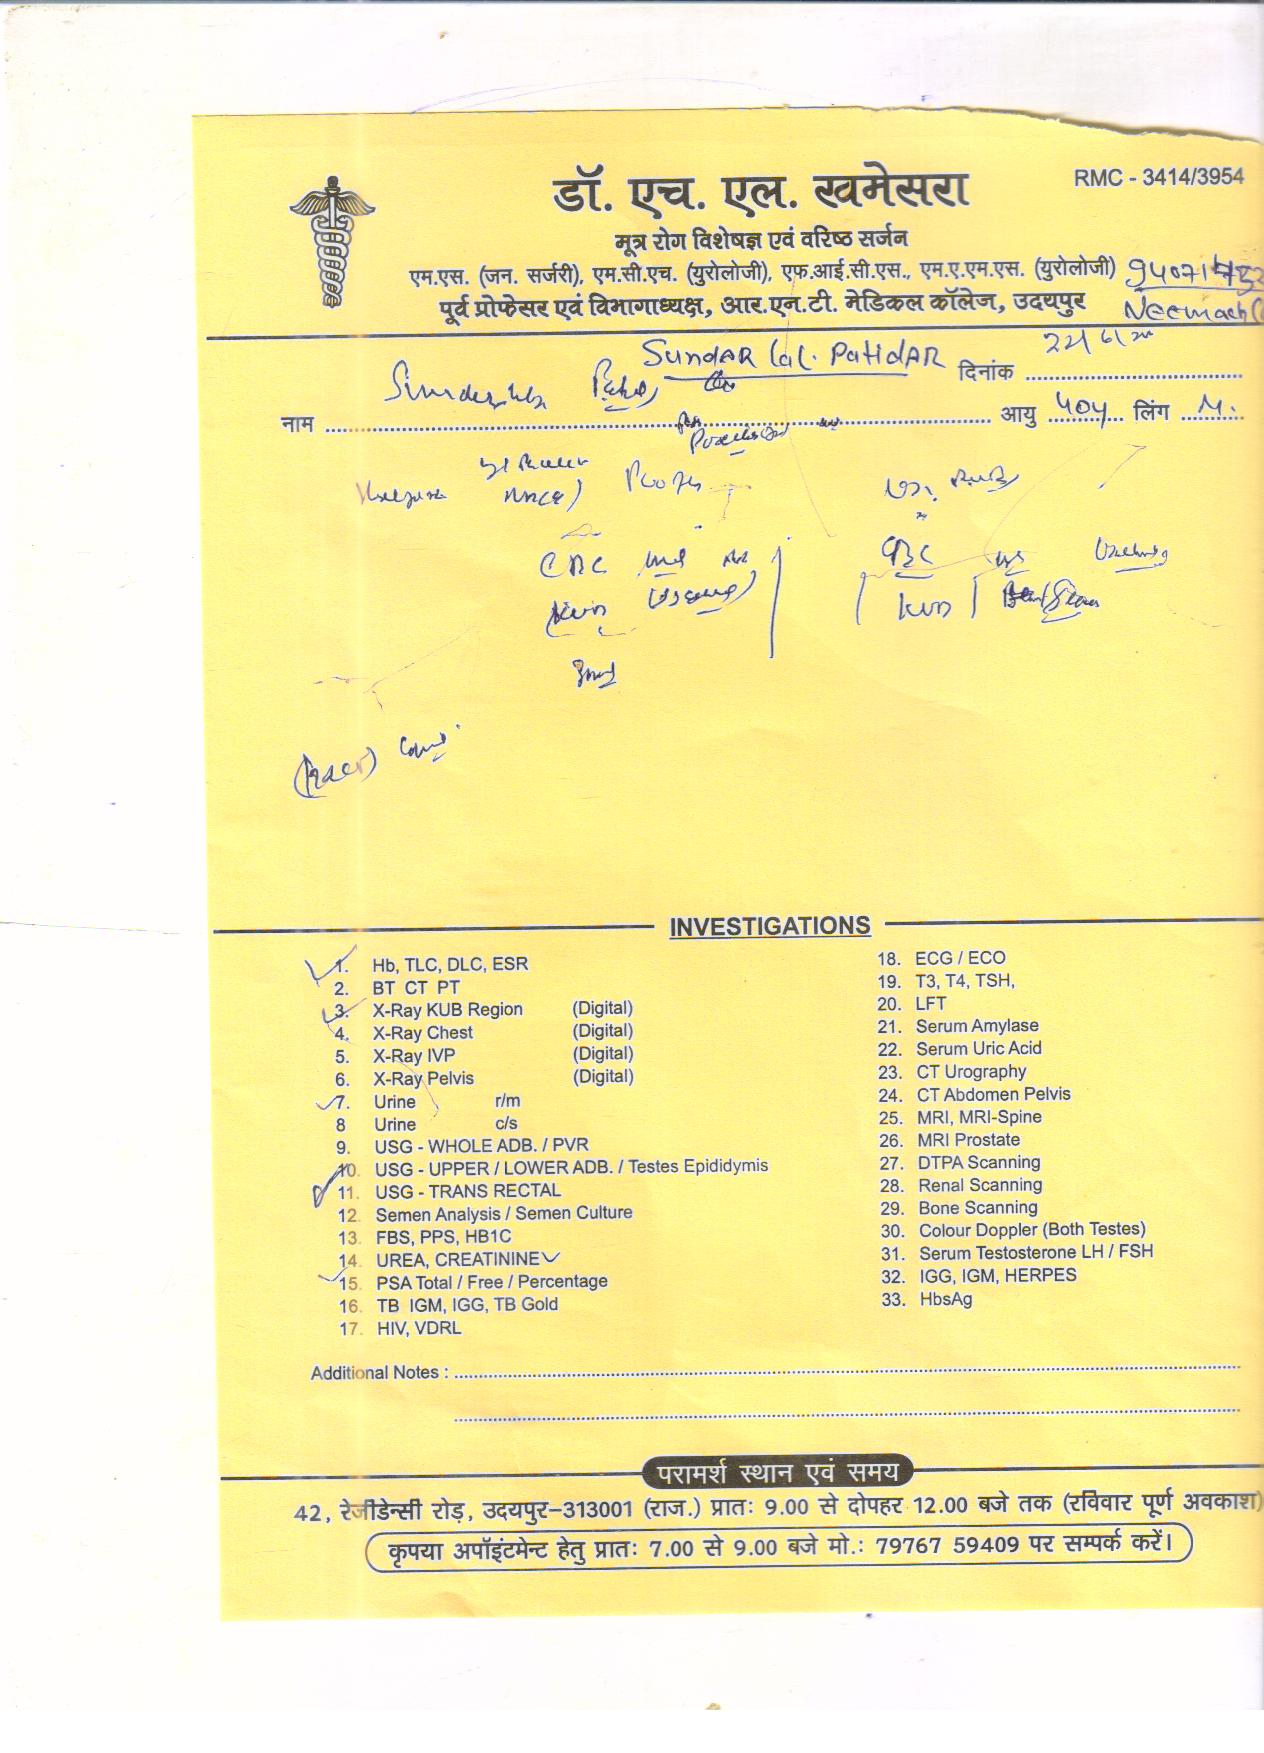 डॉ. एच. एल. खमेसरा
RMC - 3414/3954
मूत्र रोग विशेषज्ञ एवं वरिष्ठ सर्जन
एम.एस. (जन. सर्जरी), एम.सी.एच. (युरोलोजी), एफ.आई.सी.एस., एम.ए.एम.एस. (युरोलोजी)
पूर्व प्रोफेसर एवं विभागाध्यक्ष, आर.एन.टी. मेडिकल कॉलेज, उदयपुर
Neemach
SUNDAR Lal. PATIDAR
दिनांक
नाम आयु 40y लिंग M.
CBC
CBC
KUB
KUB
INVESTIGATIONS
1. Hb, TLC, DLC, ESR
2. BT CT PT
3. X-Ray KUB Region (Digital)
4. X-Ray Chest (Digital)
5. X-Ray IVP (Digital)
6. X-Ray Pelvis (Digital)
7. Urine r/m
8 Urine c/s
9. USG - WHOLE ADB. / PVR
10. USG - UPPER / LOWER ADB. / Testes Epididymis
11. USG - TRANS RECTAL
12. Semen Analysis / Semen Culture
13. FBS, PPS, HB1C
14. UREA, CREATININE
15. PSA Total / Free / Percentage
16. TB IGM, IGG, TB Gold
17. HIV, VDRL
18. ECG / ECO
19. T3, T4, TSH,
20. LFT
21. Serum Amylase
22. Serum Uric Acid
23. CT Urography
24. CT Abdomen Pelvis
25. MRI, MRI-Spine
26. MRI Prostate
27. DTPA Scanning
28. Renal Scanning
29. Bone Scanning
30. Colour Doppler (Both Testes)
31. Serum Testosterone LH / FSH
32. IGG, IGM, HERPES
33. HbsAg
Additional Notes :
परामर्श स्थान एवं समय
42, रेजीडेन्सी रोड़, उदयपुर–313001 (राज.) प्रातः 9.00 से दोपहर 12.00 बजे तक (रविवार पूर्ण अवकाश)
कृपया अपॉइंटमेन्ट हेतु प्रातः 7.00 से 9.00 बजे मो.: 79767 59409 पर सम्पर्क करें।